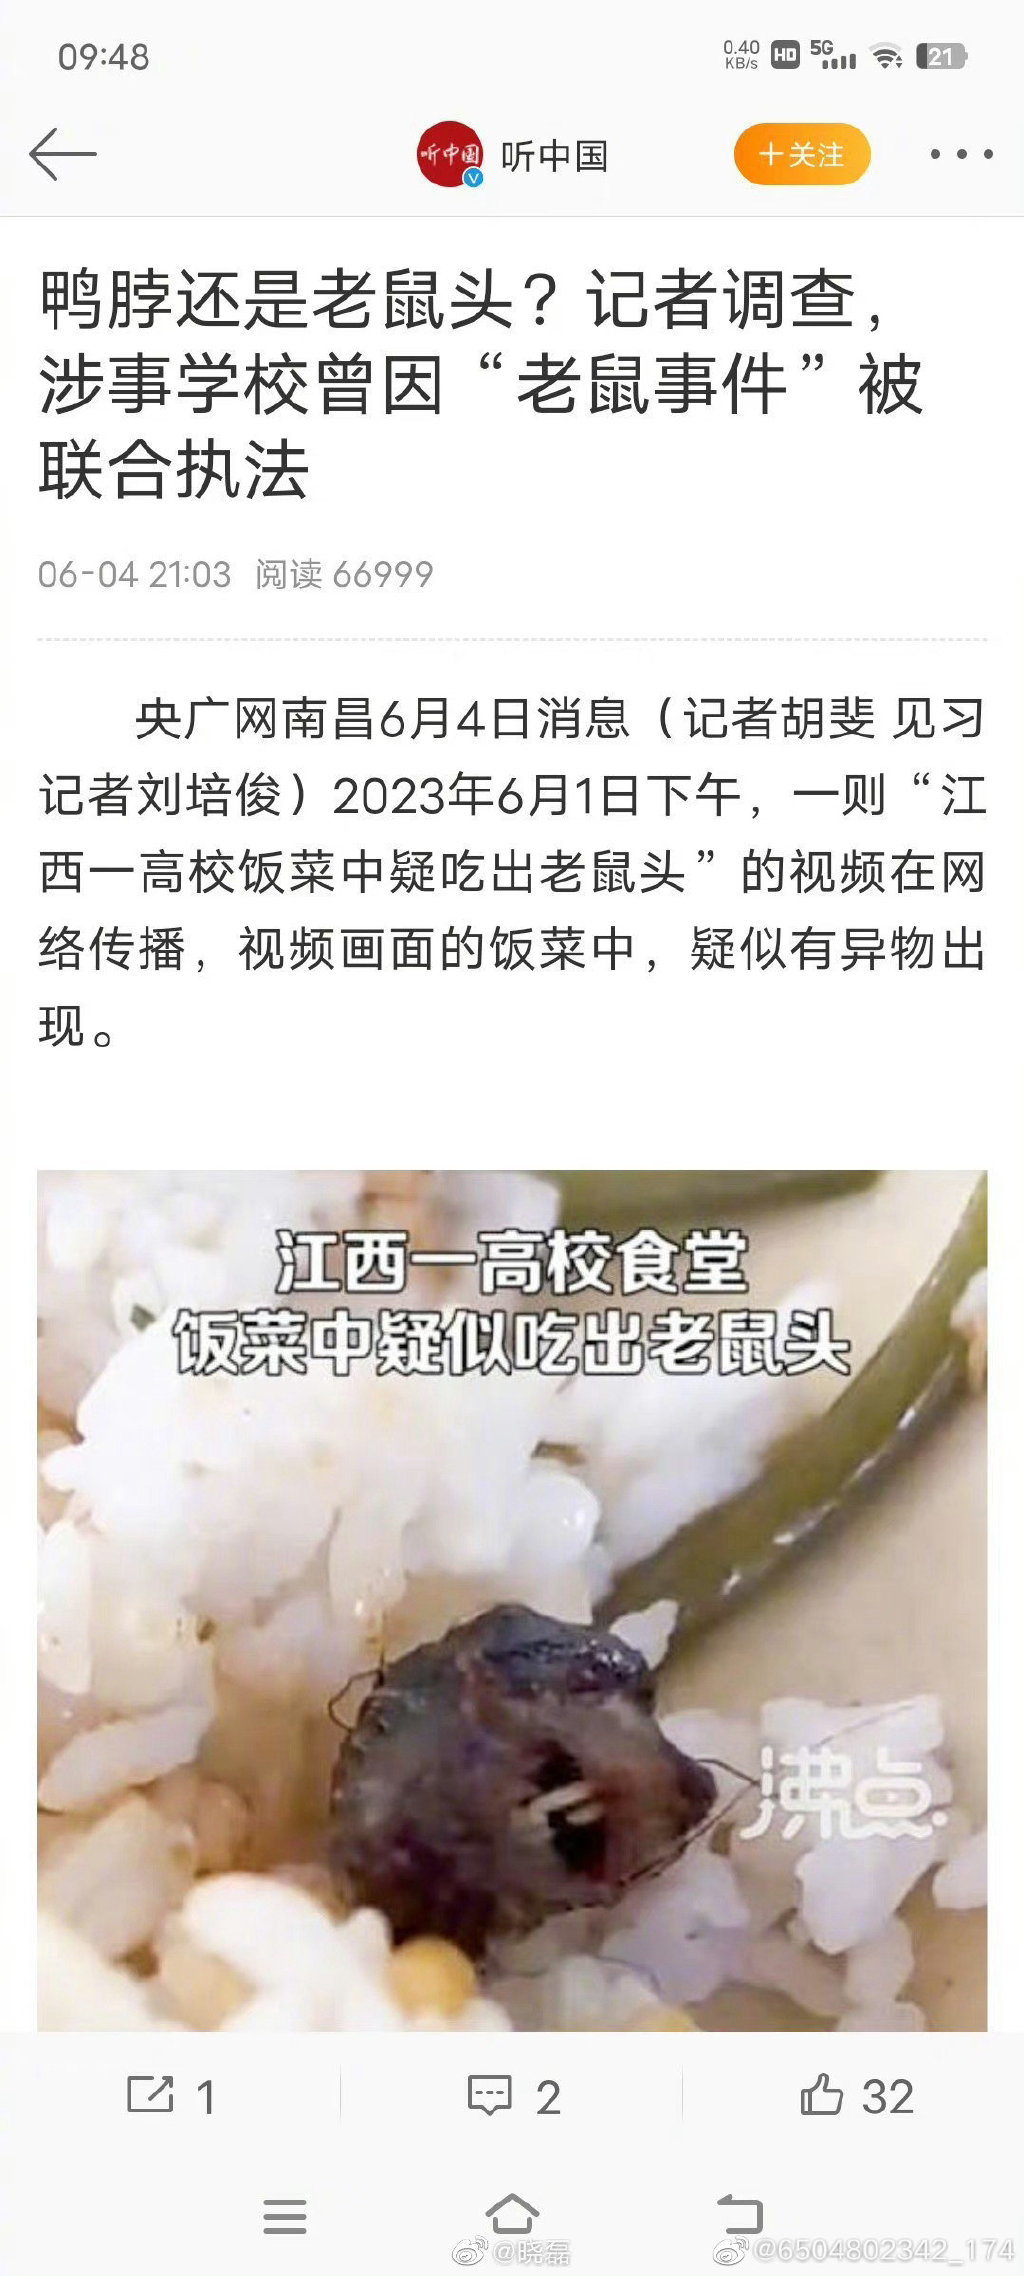 09:48
0.40 KB/s HD 5G 21
听中国 听中国 +关注
鸭脖还是老鼠头？记者调查，
涉事学校曾因“老鼠事件”被
联合执法
06-04 21:03 阅读 66999
央广网南昌6月4日消息（记者胡斐 见习
记者刘培俊）2023年6月1日下午，一则“江
西一高校饭菜中疑吃出老鼠头”的视频在网
络传播，视频画面的饭菜中，疑似有异物出
现。
江西一高校食堂
饭菜中疑似吃出老鼠头
沸点
1 2 32
@晓磊 @6504802342_174